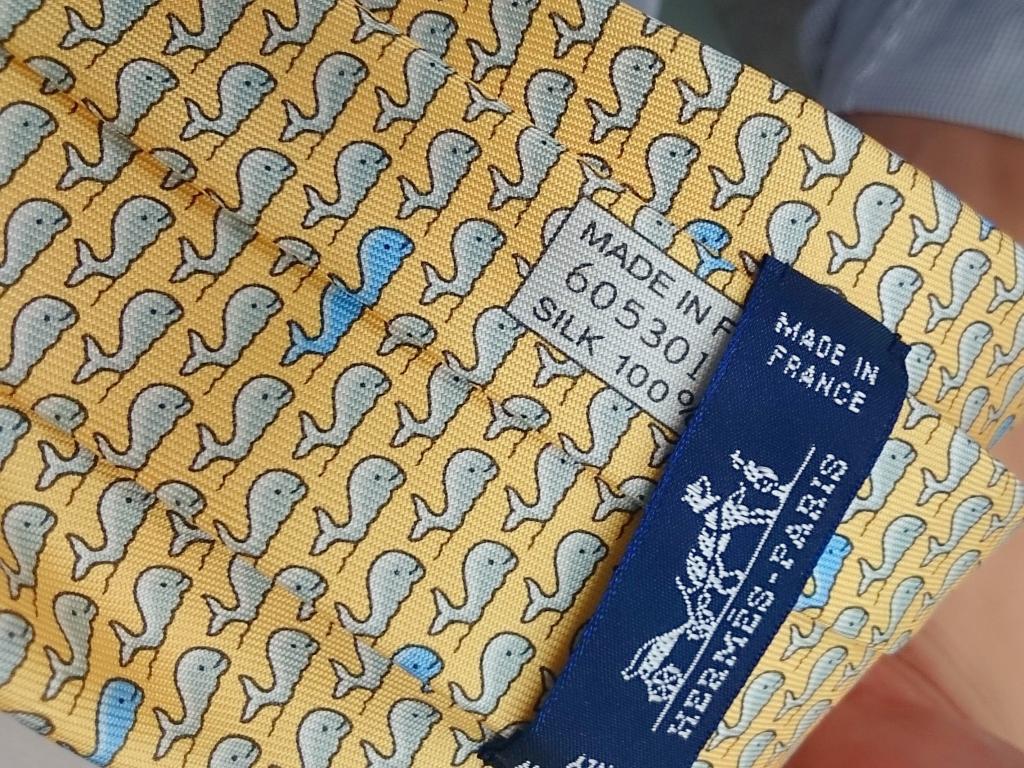 MADE IN
605301
SILK 100
MADE IN
FRANCE
HERMÈS-PARIS